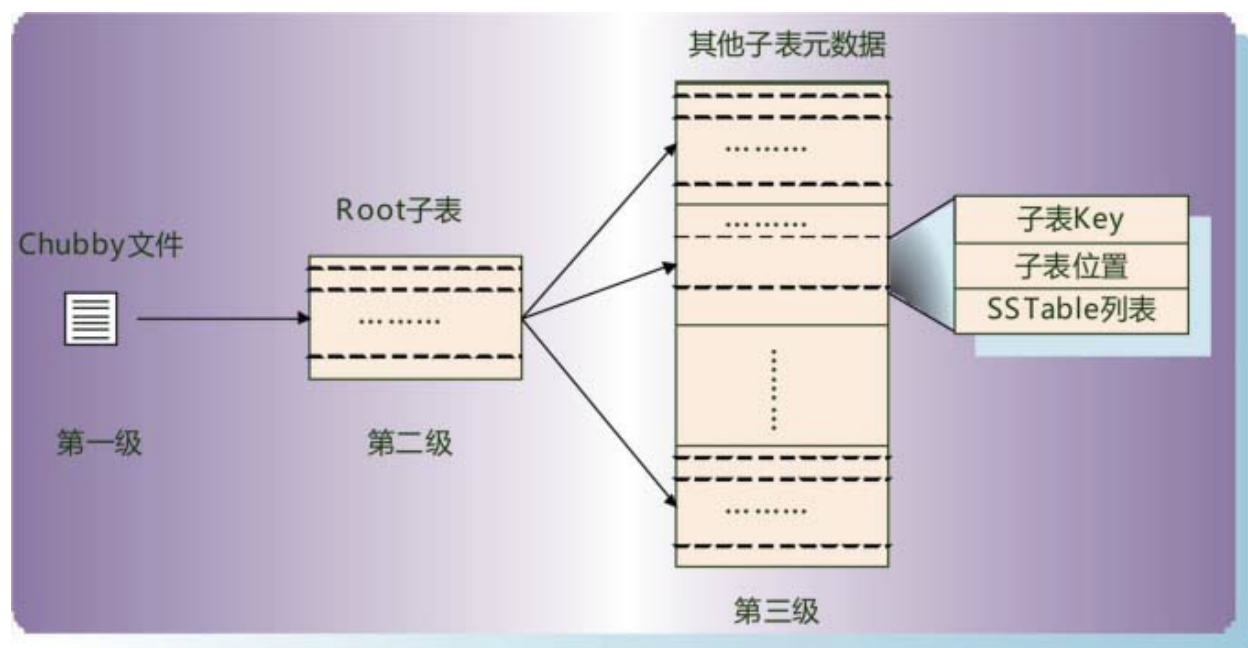 其他子表元数据
Root子表
Chubby文件
………
………
………
………
子表Key
子表位置
SSTable列表
第一级
第二级
第三级